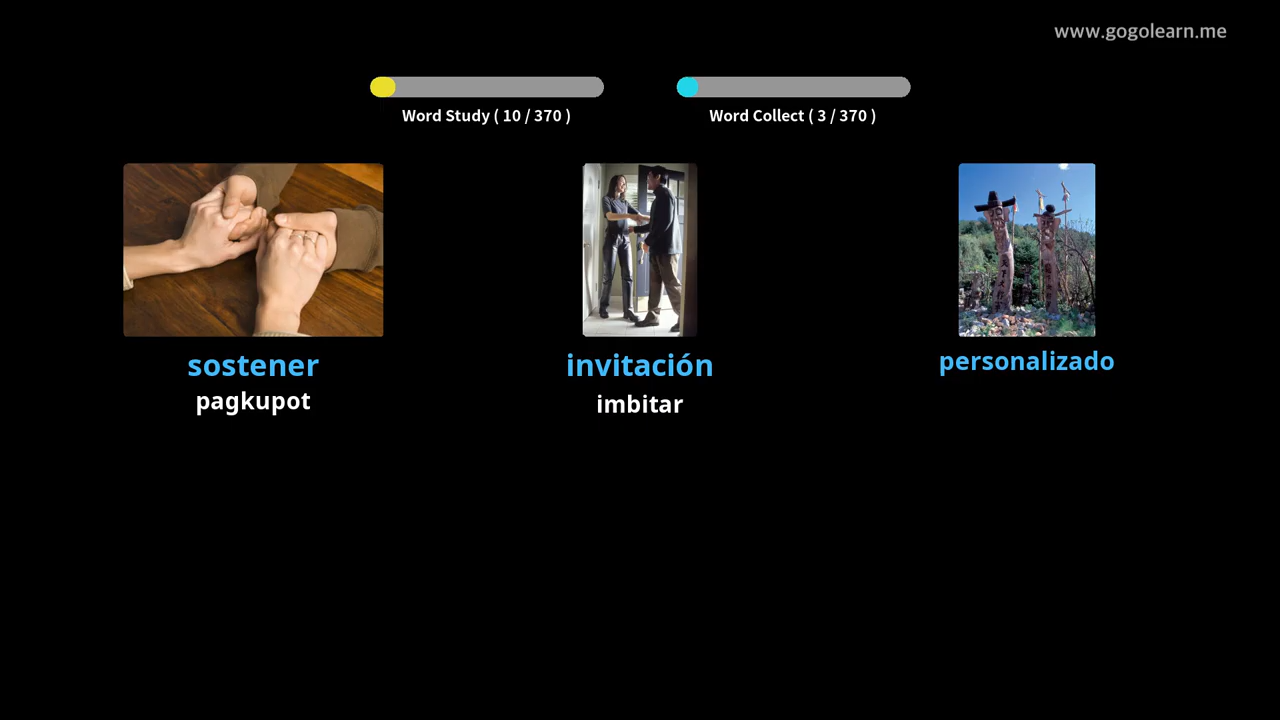 www.gogolearn.me
Word Study ( 10 / 370 )
Word Collect ( 3 / 370 )
sostener
pagkupot
invitación
imbitar
personalizado